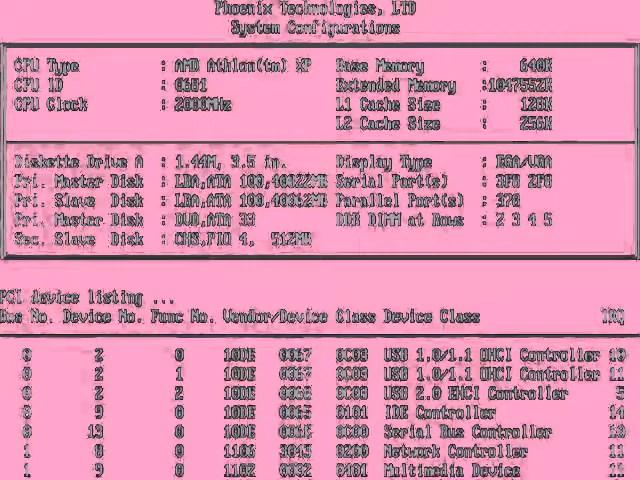 Phoenix Technologies, LTD
System Configurations
CPU Type : AMD Athlon(tm) XP Base Memory : 640K
CPU ID : 0681 Extended Memory : 1047552K
CPU Clock : 2000MHz L1 Cache Size : 128K
L2 Cache Size : 256K
Diskette Drive A : 1.44M, 3.5 in. Display Type : EGA/VGA
Pri. Master Disk : LBA,ATA 100, Serial Port(s) : 3F8 2F8
Pri. Slave Disk : LBA,ATA 100, Parallel Port(s) : 378
Pri. Master Disk : DVD,ATA 33 DDR DIMM at Rows : 2 3 4 5
Sec. Slave Disk : CHS,PIO 4, 512MB
PCI device listing ...
Bus No. Device No. Func No. Vendor/Device Class Device Class IRQ
0 2 0 10DE 0067 0C03 USB 1.0/1.1 OHCI Controller
0 2 1 10DE 0067 0C03 USB 1.0/1.1 OHCI Controller 11
0 2 2 10DE 0068 0C03 USB 2.0 EHCI Controller 5
0 9 0 10DE 0065 0101 IDE Controller 14
0 13 0 10DE 0C00 Serial Bus Controller
1 0 1106 3043 0200 Network Controller 11
1 9 0 1102 0401 Multimedia Device 11